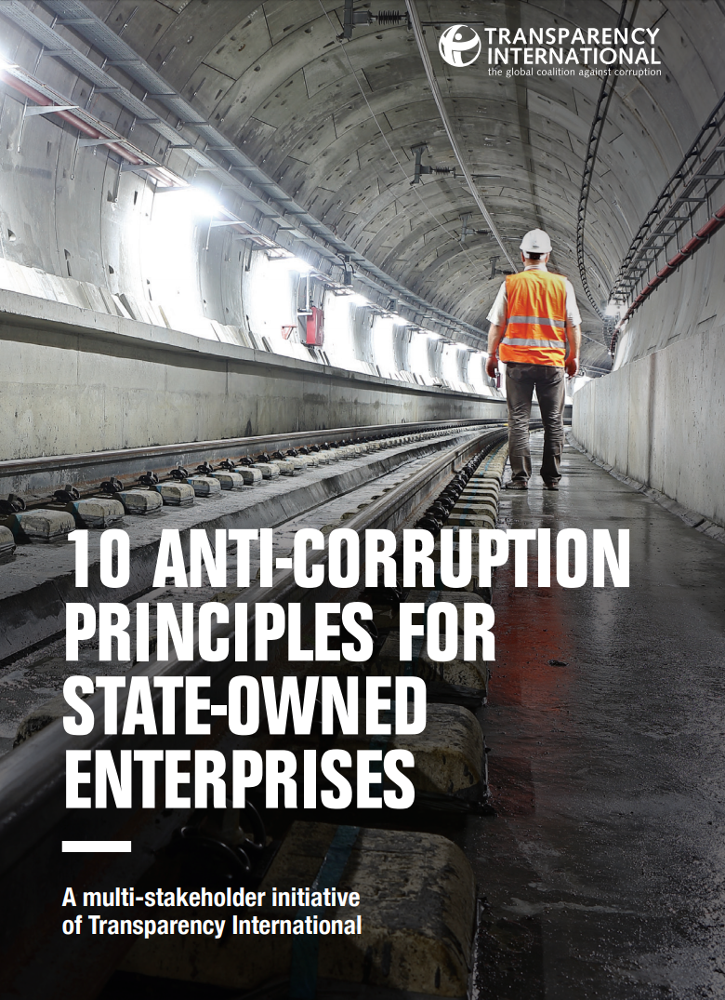 TRANSPARENCY
INTERNATIONAL
the global coalition against corruption
10 ANTI-CORRUPTION
PRINCIPLES FOR
STATE-OWNED
ENTERPRISES
A multi-stakeholder initiative
of Transparency International